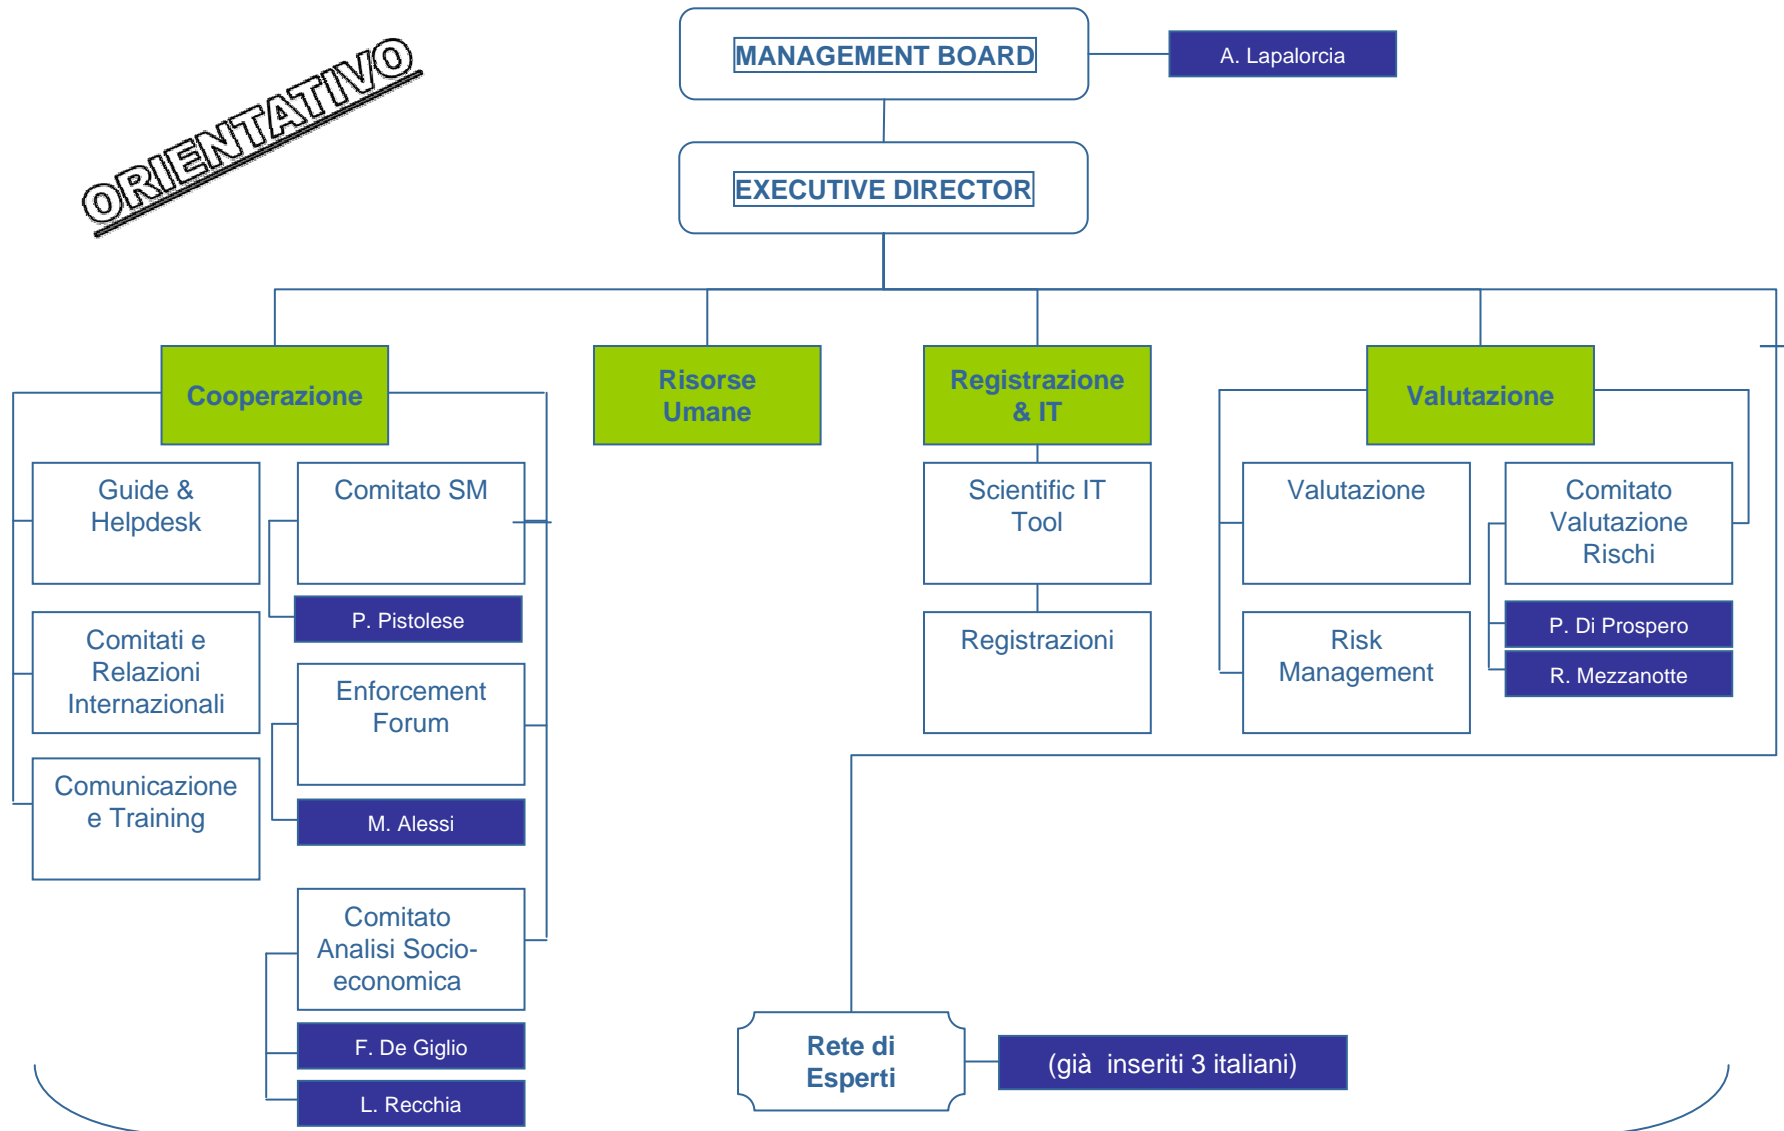 ORIENTATIVO
MANAGEMENT BOARD
A. Lapalorcia
EXECUTIVE DIRECTOR
Cooperazione
Risorse
Umane
Registrazione
& IT
Valutazione
Guide &
Helpdesk
Comitato SM
P. Pistolese
Comitati e
Relazioni
Internazionali
Enforcement
Forum
M. Alessi
Comunicazione
e Training
Comitato
Analisi Socio-
economica
F. De Giglio
L. Recchia
Scientific IT
Tool
Registrazioni
Valutazione
Risk
Management
Comitato
Valutazione
Rischi
P. Di Prospero
R. Mezzanotte
Rete di
Esperti
(già inseriti 3 italiani)